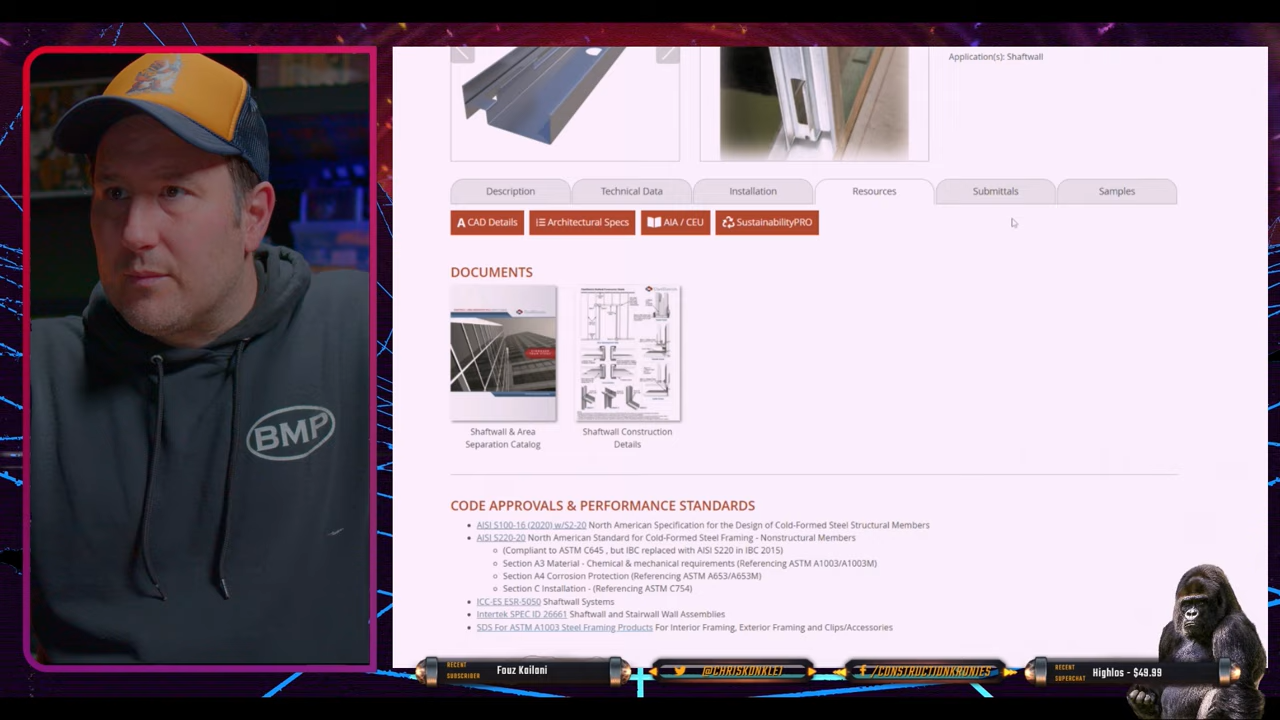 Application(s): Shaftwall
Description
Technical Data
Installation
Resources
Submittals
Samples
A CAD Details
Architectural Specs
AIA / CEU
SustainabilityPRO
DOCUMENTS
Shaftwall & Area
Separation Catalog
Shaftwall Construction
Details
CODE APPROVALS & PERFORMANCE STANDARDS
AISI S100-16 (2020) w/S2-20 North American Specification for the Design of Cold-Formed Steel Structural Members
AISI S220-20 North American Standard for Cold-Formed Steel Framing - Nonstructural Members
(Compliant to ASTM C645 , but IBC replaced with AISI S220 in IBC 2015)
Section A3 Material - Chemical & mechanical requirements (Referencing ASTM A1003/A1003M)
Section A4 Corrosion Protection (Referencing ASTM A653/A653M)
Section C Installation - (Referencing ASTM C754)
ICC-ES ESR-5050 Shaftwall Systems
Intertek SPEC ID 26661 Shaftwall and Stairwall Wall Assemblies
SDS For ASTM A1003 Steel Framing Products For Interior Framing, Exterior Framing and Clips/Accessories
BMP
RECENT
SUBSCRIBER
Fouz Kailani
@CHRISKONKLE1
/CONSTRUCTIONKRONIES
RECENT
SUPERCHAT
Highlos - $49.99